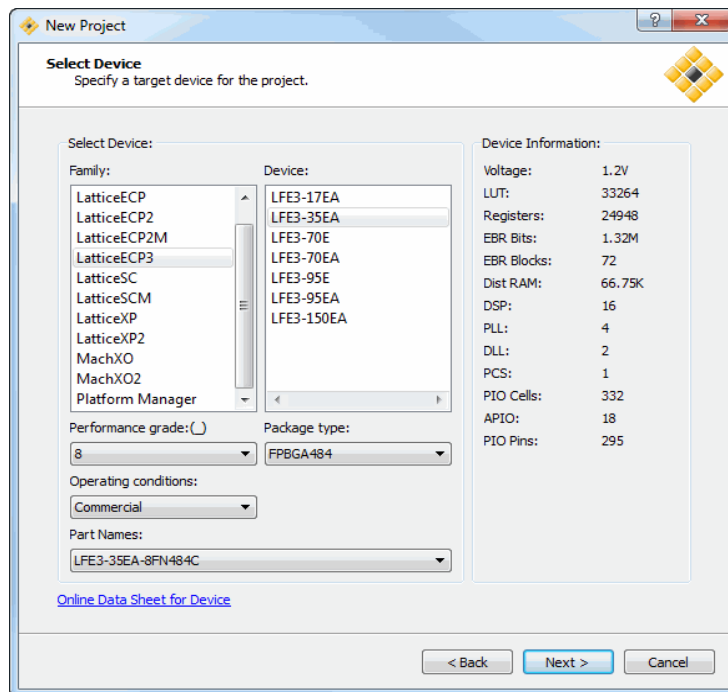 New Project
Select Device
Specify a target device for the project.
Select Device:
Family:
LatticeECP
LatticeECP2
LatticeECP2M
LatticeECP3
LatticeSC
LatticeSCM
LatticeXP
LatticeXP2
MachXO
MachXO2
Platform Manager
Device:
LFE3-17EA
LFE3-35EA
LFE3-70E
LFE3-70EA
LFE3-95E
LFE3-95EA
LFE3-150EA
Performance grade:(_)
8
Package type:
FPBGA484
Operating conditions:
Commercial
Part Names:
LFE3-35EA-8FN484C
Device Information:
Voltage: 1.2V
LUT: 33264
Registers: 24948
EBR Bits: 1.32M
EBR Blocks: 72
Dist RAM: 66.75K
DSP: 16
PLL: 4
DLL: 2
PCS: 1
PIO Cells: 332
APIO: 18
PIO Pins: 295
Online Data Sheet for Device
< Back Next > Cancel